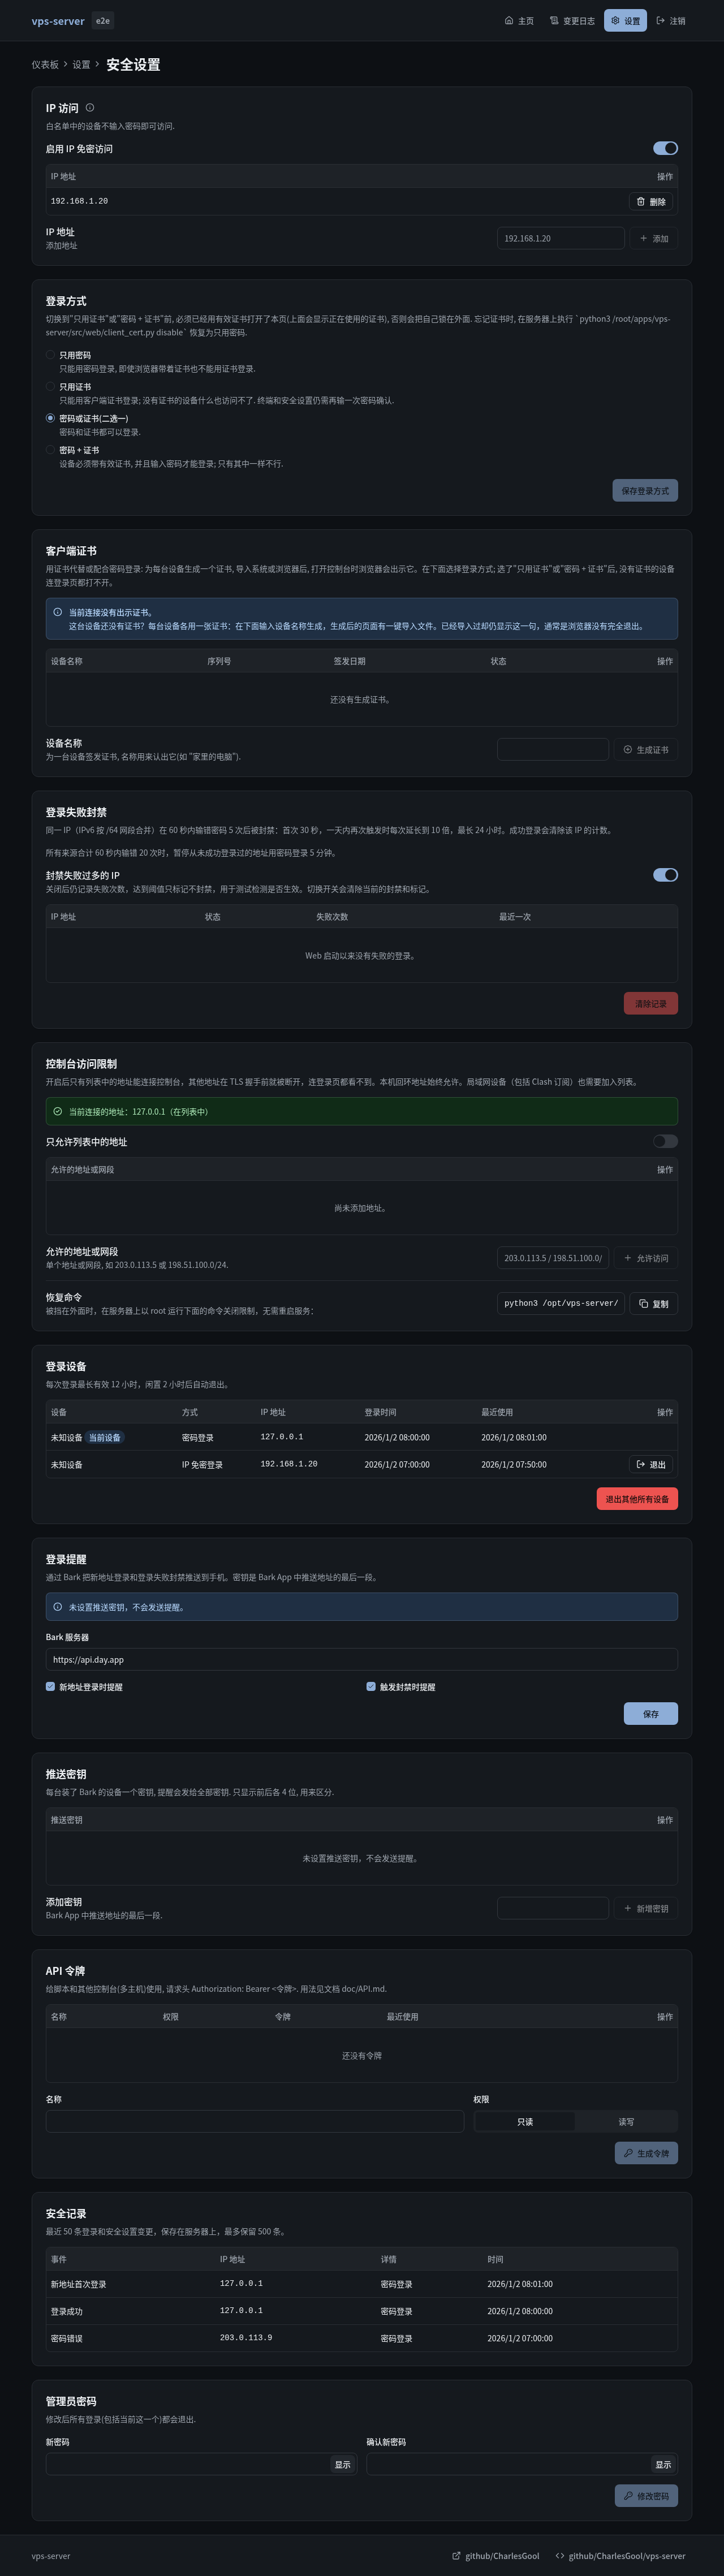 vps-server e2e 主页 变更日志 设置 注销
仪表板 设置 安全设置
IP 访问
白名单中的设备不输入密码即可访问.
启用 IP 免密访问
IP 地址 操作
192.168.1.20 删除
IP 地址
添加地址
192.168.1.20 添加
登录方式
切换到"只用证书"或"密码 + 证书"前, 必须已经用有效证书打开了本页(上面会显示正在使用的证书), 否则会把自己锁在外面. 忘记证书时, 在服务器上执行 `python3 /root/apps/vps-
server/src/web/client_cert.py disable` 恢复为只用密码.
只用密码
只能用密码登录, 即使浏览器带着证书也不能用证书登录.
只用证书
只能用客户端证书登录; 没有证书的设备什么也访问不了. 终端和安全设置仍需再输一次密码确认.
密码或证书(二选一)
密码和证书都可以登录.
密码 + 证书
设备必须带有效证书, 并且输入密码才能登录; 只有其中一样不行.
保存登录方式
客户端证书
用证书代替或配合密码登录: 为每台设备生成一个证书, 导入系统或浏览器后, 打开控制台时浏览器会出示它。在下面选择登录方式; 选了"只用证书"或"密码 + 证书"后, 没有证书的设备
连登录页都打不开。
当前连接没有出示证书。
这台设备还没有证书？每台设备各用一张证书：在下面输入设备名称生成，生成后的页面有一键导入文件。已经导入过却仍显示这一句，通常是浏览器没有完全退出。
设备名称 序列号 签发日期 状态 操作
还没有生成证书。
设备名称
为一台设备签发证书, 名称用来认出它(如 "家里的电脑").
生成证书
登录失败封禁
同一 IP（IPv6 按 /64 网段合并）在 60 秒内输错密码 5 次后被封禁：首次 30 秒，一天内再次触发时每次延长到 10 倍，最长 24 小时。成功登录会清除该 IP 的计数。
所有来源合计 60 秒内输错 20 次时，暂停从未成功登录过的地址用密码登录 5 分钟。
封禁失败过多的 IP
关闭后仍记录失败次数，达到阈值只标记不封禁，用于测试检测是否生效。切换开关会清除当前的封禁和标记。
IP 地址 状态 失败次数 最近一次
Web 启动以来没有失败的登录。
清除记录
控制台访问限制
开启后只有列表中的地址能连接控制台，其他地址在 TLS 握手前就被断开，连登录页都看不到。本机回环地址始终允许。局域网设备（包括 Clash 订阅）也需要加入列表。
当前连接的地址：127.0.0.1（在列表中）
只允许列表中的地址
允许的地址或网段 操作
尚未添加地址。
允许的地址或网段
单个地址或网段, 如 203.0.113.5 或 198.51.100.0/24.
203.0.113.5 / 198.51.100.0/ 允许访问
恢复命令
被挡在外面时，在服务器上以 root 运行下面的命令关闭限制，无需重启服务：
python3 /opt/vps-server/ 复制
登录设备
每次登录最长有效 12 小时，闲置 2 小时后自动退出。
设备 方式 IP 地址 登录时间 最近使用 操作
未知设备 当前设备 密码登录 127.0.0.1 2026/1/2 08:00:00 2026/1/2 08:01:00
未知设备 IP 免密登录 192.168.1.20 2026/1/2 07:00:00 2026/1/2 07:50:00 退出
退出其他所有设备
登录提醒
通过 Bark 把新地址登录和登录失败封禁推送到手机。密钥是 Bark App 中推送地址的最后一段。
未设置推送密钥，不会发送提醒。
Bark 服务器
https://api.day.app
新地址登录时提醒 触发封禁时提醒
保存
推送密钥
每台装了 Bark 的设备一个密钥, 提醒会发给全部密钥. 只显示前后各 4 位, 用来区分.
推送密钥 操作
未设置推送密钥，不会发送提醒。
添加密钥
Bark App 中推送地址的最后一段.
新增密钥
API 令牌
给脚本和其他控制台(多主机)使用, 请求头 Authorization: Bearer <令牌>. 用法见文档 doc/API.md.
名称 权限 令牌 最近使用 操作
还没有令牌
名称 权限
只读 读写
生成令牌
安全记录
最近 50 条登录和安全设置变更，保存在服务器上，最多保留 500 条。
事件 IP 地址 详情 时间
新地址首次登录 127.0.0.1 密码登录 2026/1/2 08:01:00
登录成功 127.0.0.1 密码登录 2026/1/2 08:00:00
密码错误 203.0.113.9 密码登录 2026/1/2 07:00:00
管理员密码
修改后所有登录(包括当前这一个)都会退出.
新密码 确认新密码
显示 显示
修改密码
vps-server github/CharlesGool github/CharlesGool/vps-server